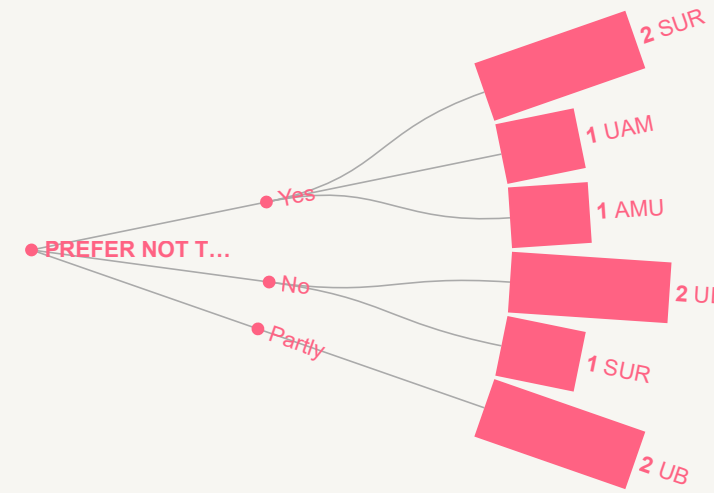 2 SUR
1 UAM
Yes
1 AMU
PREFER NOT T...
No
2
Partly
1 SUR
2 UB